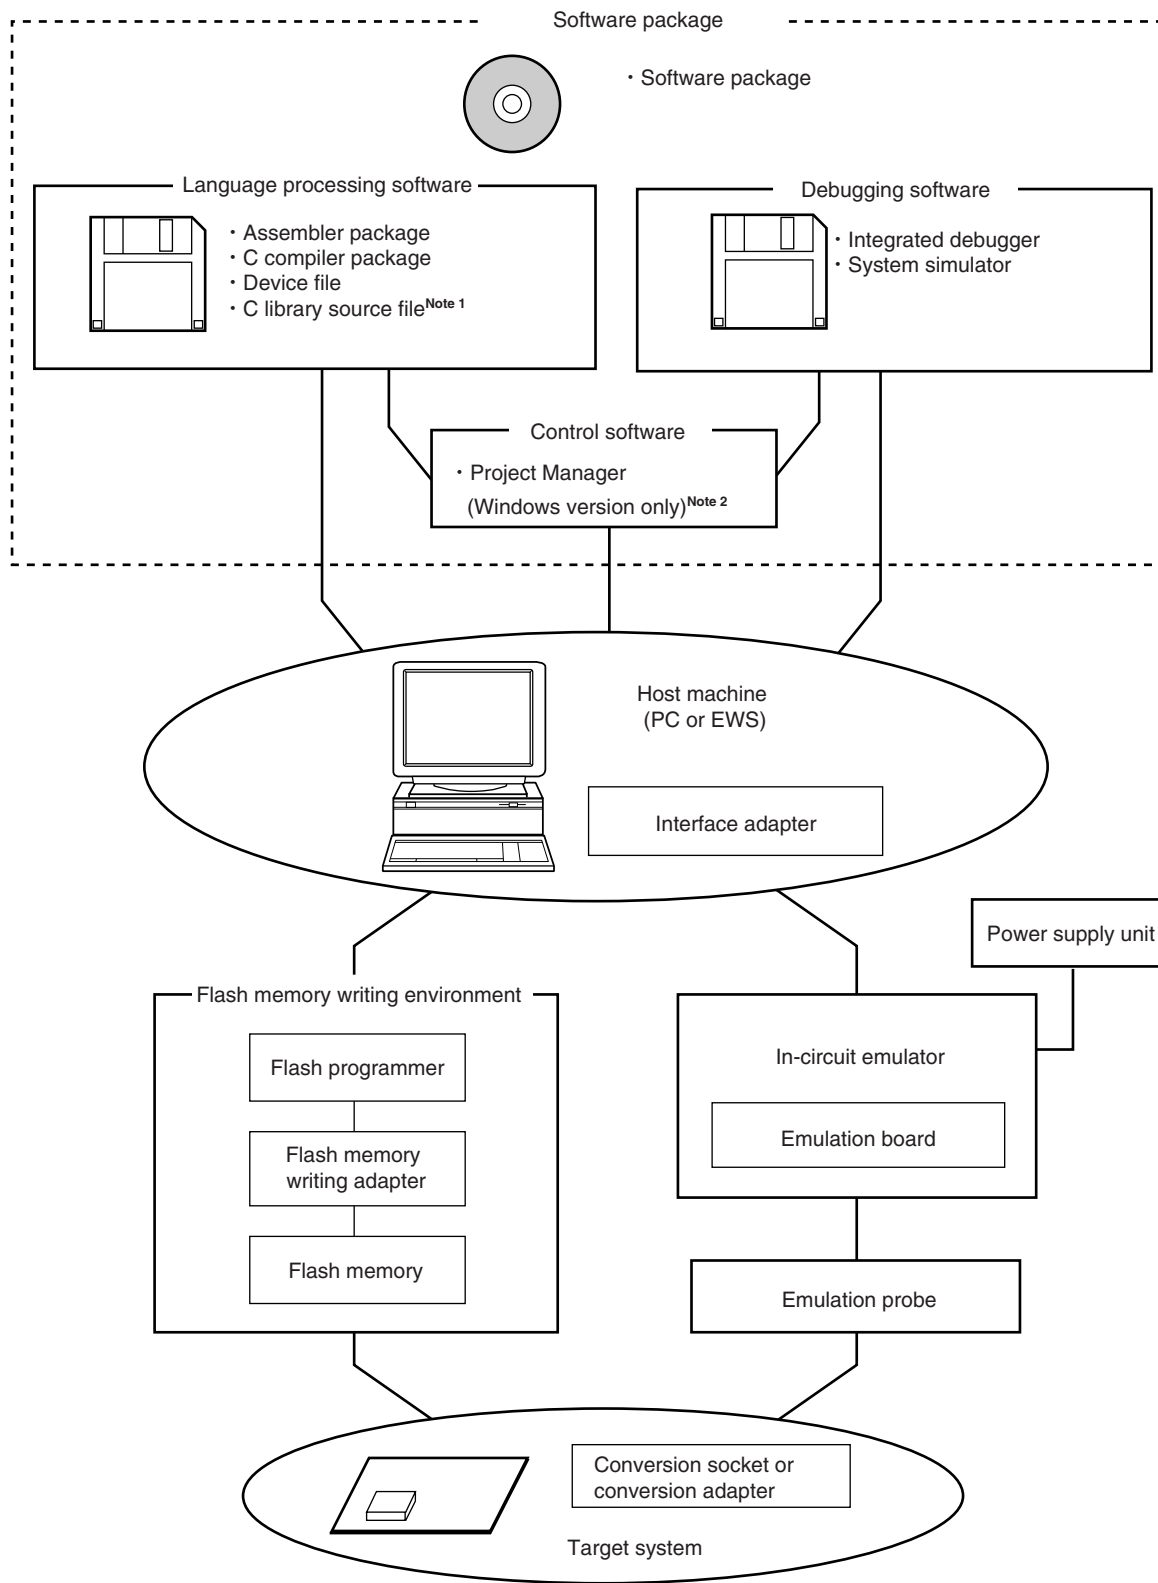 Software package
・Software package
Language processing software
・Assembler package
・C compiler package
・Device file
・C library source fileNote 1
Debugging software
・Integrated debugger
・System simulator
Control software
・Project Manager
(Windows version only)Note 2
Host machine
(PC or EWS)
Interface adapter
Power supply unit
Flash memory writing environment
Flash programmer
Flash memory
writing adapter
Flash memory
In-circuit emulator
Emulation board
Emulation probe
Conversion socket or
conversion adapter
Target system